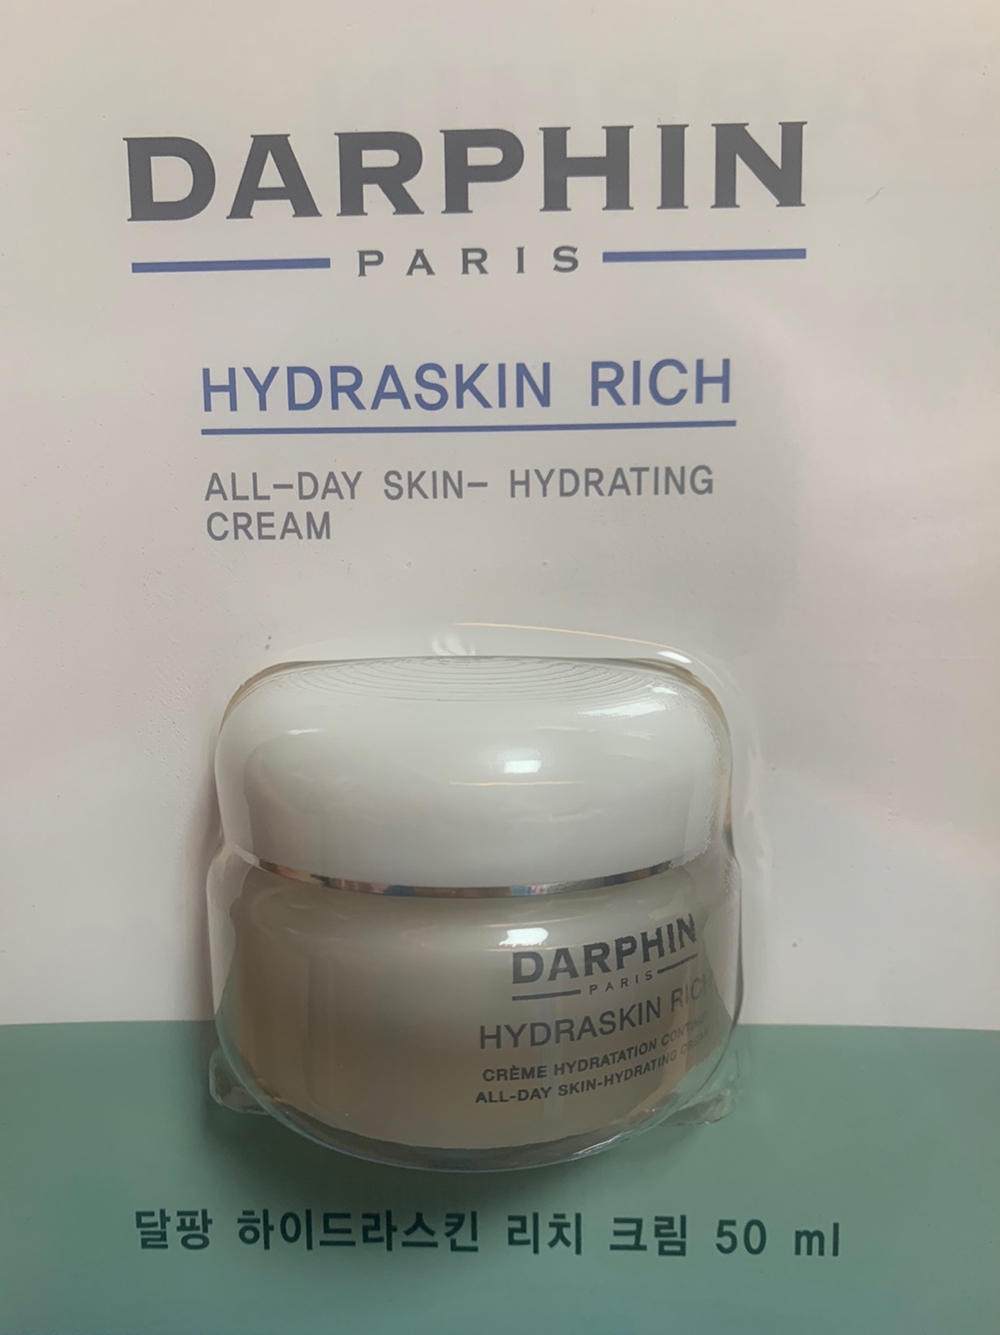 DARPHIN
PARIS
HYDRASKIN RICH
ALL-DAY SKIN- HYDRATING
CREAM
DARPHIN
PARIS
HYDRASKIN RICH
CRÈME HYDRATATION
ALL-DAY SKIN-HYDRATING CREAM
달팡 하이드라스킨 리치 크림 50 ml